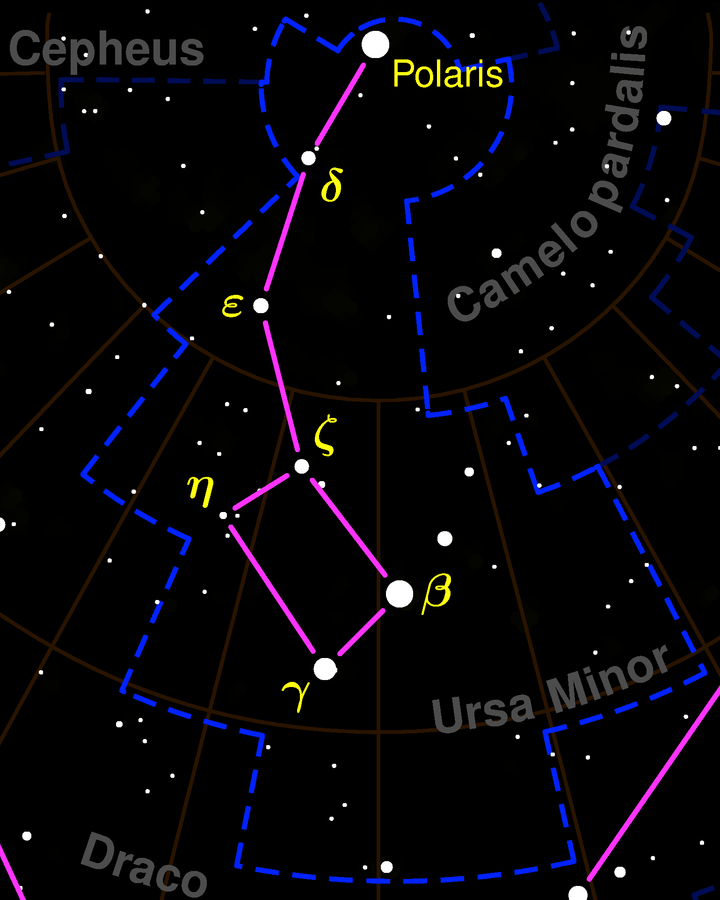 Cepheus
Polaris
Camelopardalis
δ
ε
ζ
η
β
γ
Ursa Minor
Draco